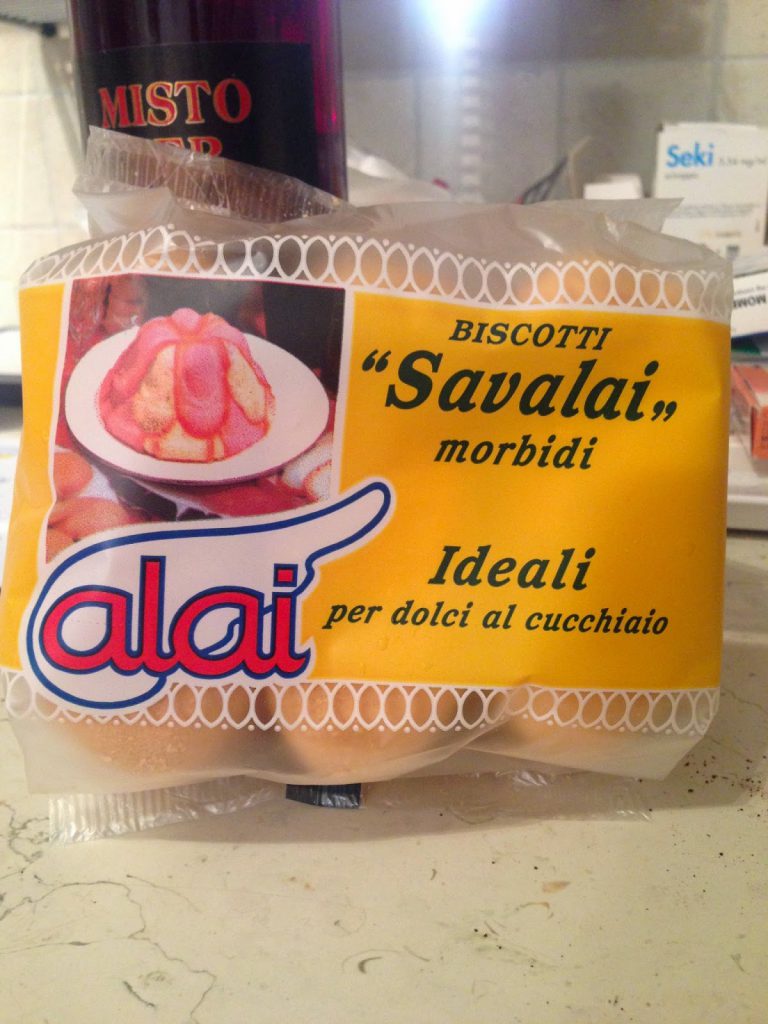 MISTO
BISCOTTI
“Savalai„
morbidi
Ideali
per dolci al cucchiaio
alai
Seki